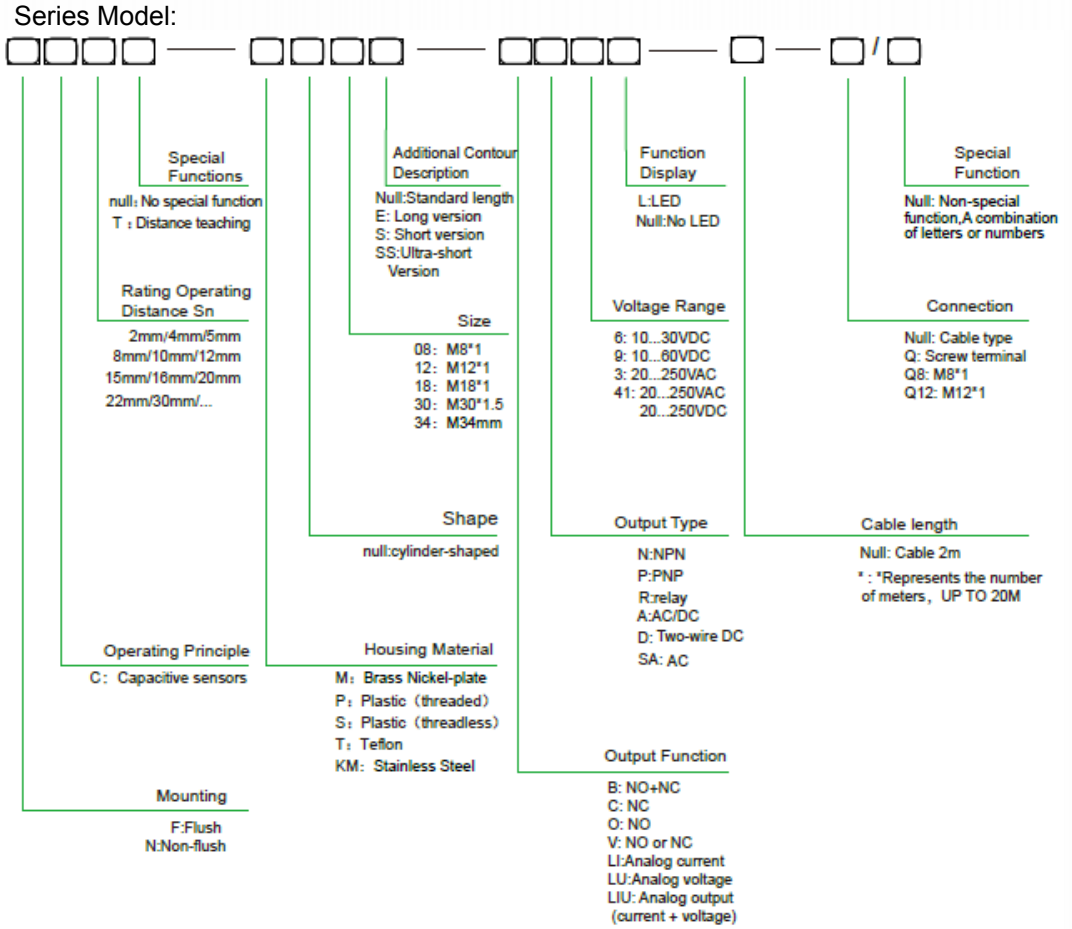 Series Model:
/
Special
Functions
null: No special function
T : Distance teaching
Rating Operating
Distance Sn
2mm/4mm/5mm
8mm/10mm/12mm
15mm/16mm/20mm
22mm/30mm/...
Operating Principle
C: Capacitive sensors
Mounting
F:Flush
N:Non-flush
Additional Contour
Description
Null:Standard length
E: Long version
S: Short version
SS:Ultra-short
Version
Size
08: M8*1
12: M12*1
18: M18*1
30: M30*1.5
34: M34mm
Shape
null:cylinder-shaped
Housing Material
M: Brass Nickel-plate
P: Plastic (threaded)
S: Plastic (threadless)
T: Teflon
KM: Stainless Steel
Function
Display
L:LED
Null:No LED
Voltage Range
6: 10...30VDC
9: 10...60VDC
3: 20...250VAC
41: 20...250VAC
20...250VDC
Output Type
N:NPN
P:PNP
R:relay
A:AC/DC
D: Two-wire DC
SA: AC
Output Function
B: NO+NC
C: NC
O: NO
V: NO or NC
LI:Analog current
LU:Analog voltage
LIU: Analog output
(current + voltage)
Special
Function
Null: Non-special
function,A combination
of letters or numbers
Connection
Null: Cable type
Q: Screw terminal
Q8: M8*1
Q12: M12*1
Cable length
Null: Cable 2m
* : *Represents the number
of meters, UP TO 20M